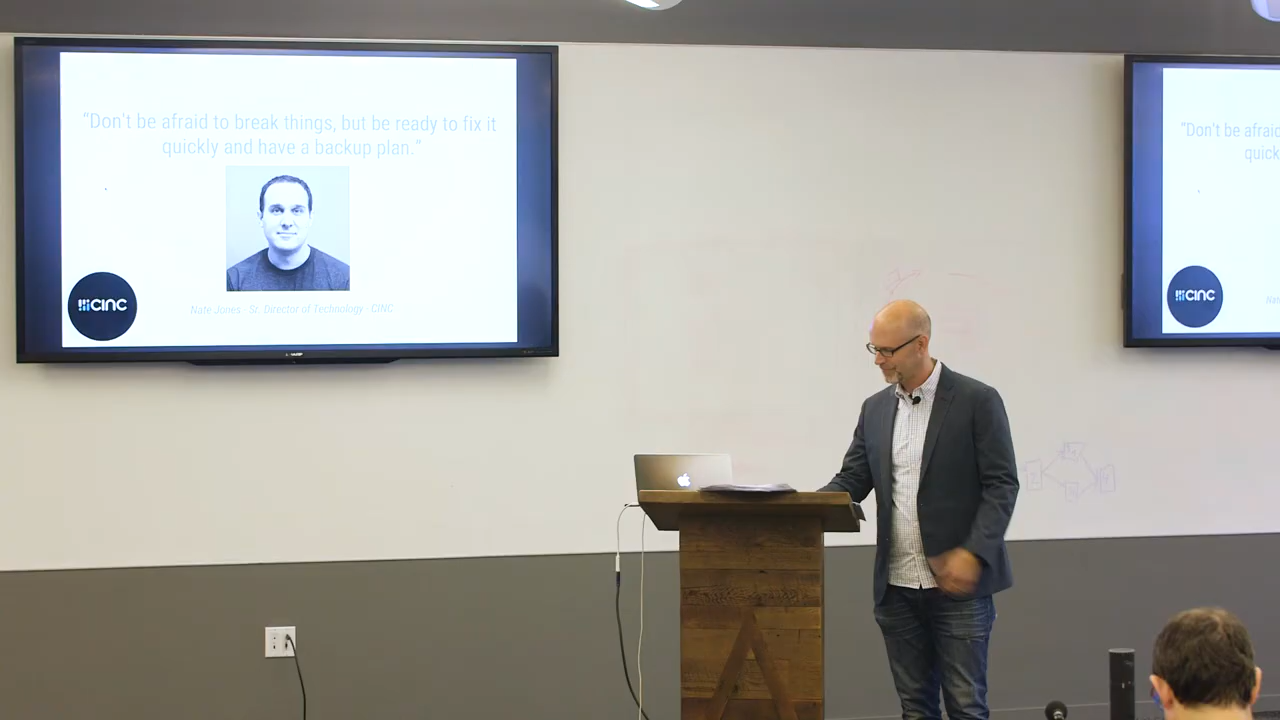 “Don't be afraid to break things, but be ready to fix it
quickly and have a backup plan.”
CINC
Nate Jones - Sr. Director of Technology - CINC
“Don't be afraid
quick
CINC
Nate